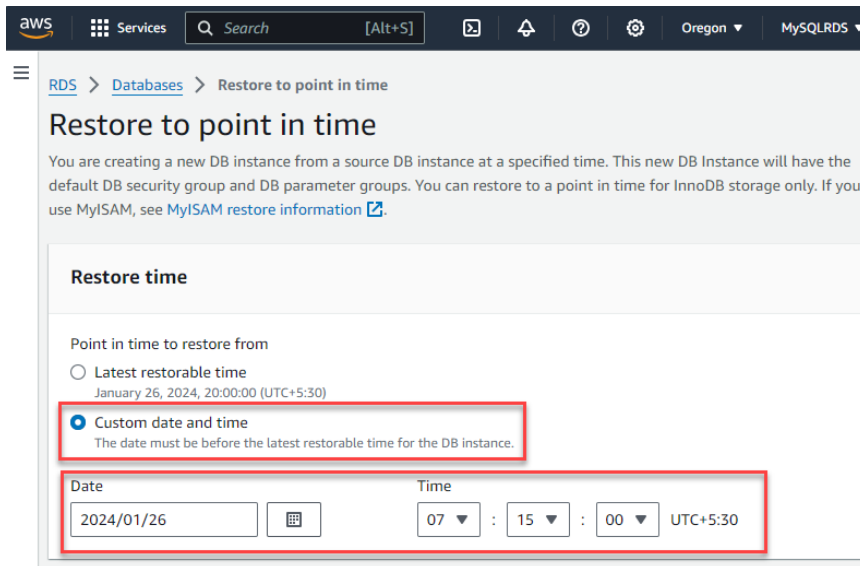 aws Services Search [Alt+S] Oregon MySQLRDS
RDS > Databases > Restore to point in time
Restore to point in time
You are creating a new DB instance from a source DB instance at a specified time. This new DB Instance will have the
default DB security group and DB parameter groups. You can restore to a point in time for InnoDB storage only. If you
use MyISAM, see MyISAM restore information.
Restore time
Point in time to restore from
Latest restorable time
January 26, 2024, 20:00:00 (UTC+5:30)
Custom date and time
The date must be before the latest restorable time for the DB instance.
Date Time
2024/01/26 07 : 15 : 00 UTC+5:30